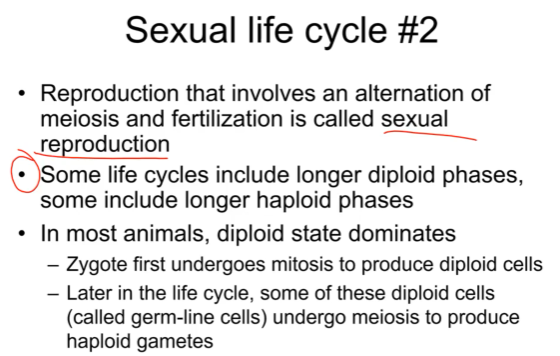 Sexual life cycle #2
• Reproduction that involves an alternation of
meiosis and fertilization is called sexual
reproduction
• Some life cycles include longer diploid phases,
some include longer haploid phases
• In most animals, diploid state dominates
– Zygote first undergoes mitosis to produce diploid cells
– Later in the life cycle, some of these diploid cells
(called germ-line cells) undergo meiosis to produce
haploid gametes